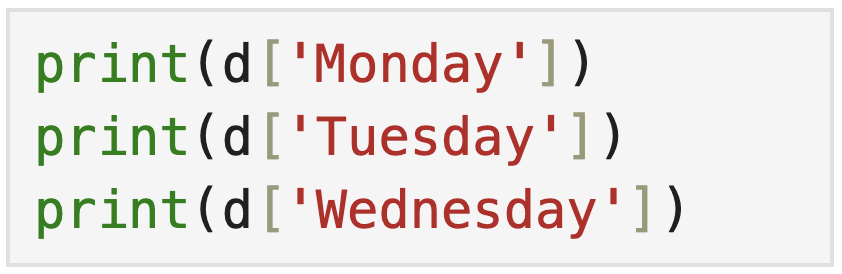 print(d['Monday'])
print(d['Tuesday'])
print(d['Wednesday'])